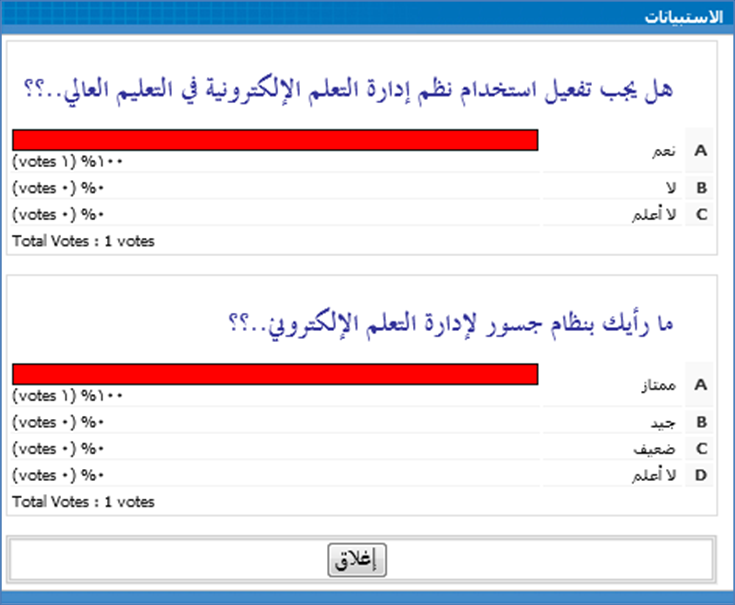 الاستبيانات
هل يجب تفعيل استخدام نظم إدارة التعلم الإلكترونية في التعليم العالي..؟؟
A نعم
%١٠٠ (١ votes)
B لا %٠ (٠ votes)
C لا أعلم %٠ (٠ votes)
Total Votes : 1 votes
ما رأيك بنظام جسور لإدارة التعلم الإلكتروني..؟؟
A ممتاز
%١٠٠ (١ votes)
B جيد %٠ (٠ votes)
C ضعيف %٠ (٠ votes)
D لا أعلم %٠ (٠ votes)
Total Votes : 1 votes
إغلاق